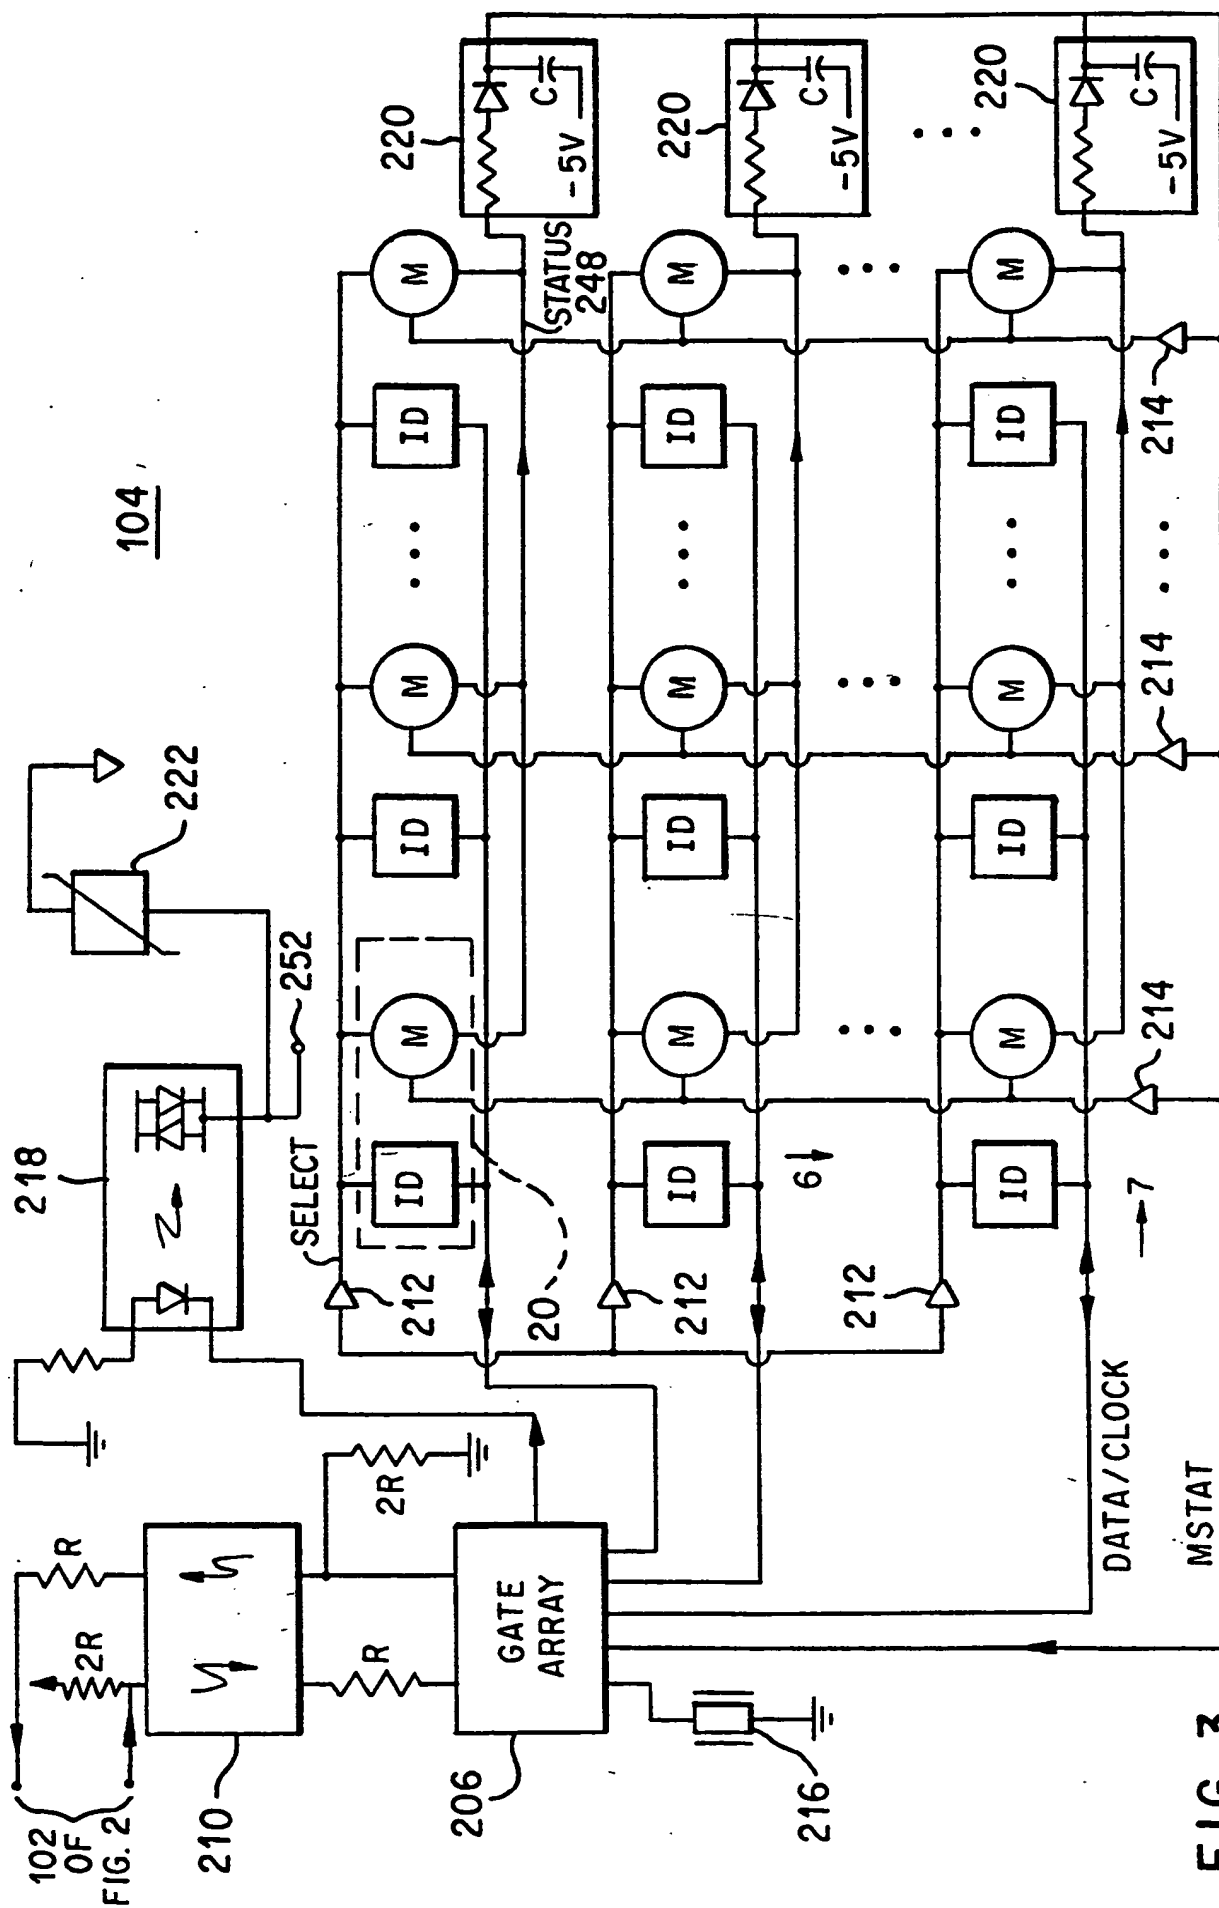 104
102
OF
FIG. 2
2R
R
210
R
2R
206
GATE
ARRAY
216
218
222
252
SELECT
212
20
212
212
ID
M
ID
M
ID
M
STATUS
248
ID
M
ID
M
ID
M
ID
M
ID
M
ID
M
6
7
220
-5V
C
220
-5V
C
220
-5V
C
214
214
214
DATA/CLOCK
MSTAT
FIG. 3